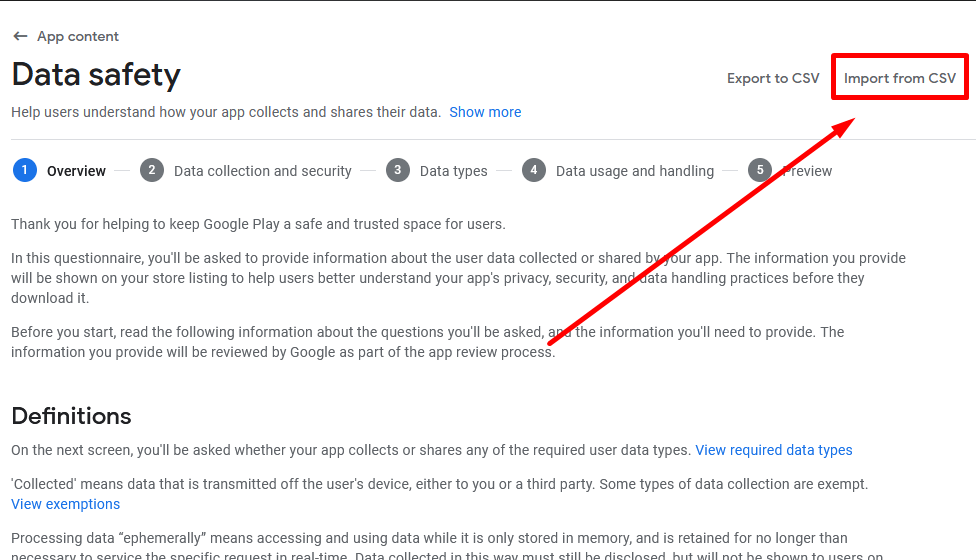 ← App content
Data safety
Export to CSV
Import from CSV
Help users understand how your app collects and shares their data. Show more
1 Overview 2 Data collection and security 3 Data types 4 Data usage and handling 5 Preview
Thank you for helping to keep Google Play a safe and trusted space for users.
In this questionnaire, you'll be asked to provide information about the user data collected or shared by your app. The information you provide
will be shown on your store listing to help users better understand your app's privacy, security, and data handling practices before they
download it.
Before you start, read the following information about the questions you'll be asked, and the information you'll need to provide. The
information you provide will be reviewed by Google as part of the app review process.
Definitions
On the next screen, you'll be asked whether your app collects or shares any of the required user data types. View required data types
'Collected' means data that is transmitted off the user's device, either to you or a third party. Some types of data collection are exempt.
View exemptions
Processing data “ephemerally” means accessing and using data while it is only stored in memory, and is retained for no longer than
necessary to service the specific request in real-time. Data collected in this way must still be disclosed, but will not be shown to users on